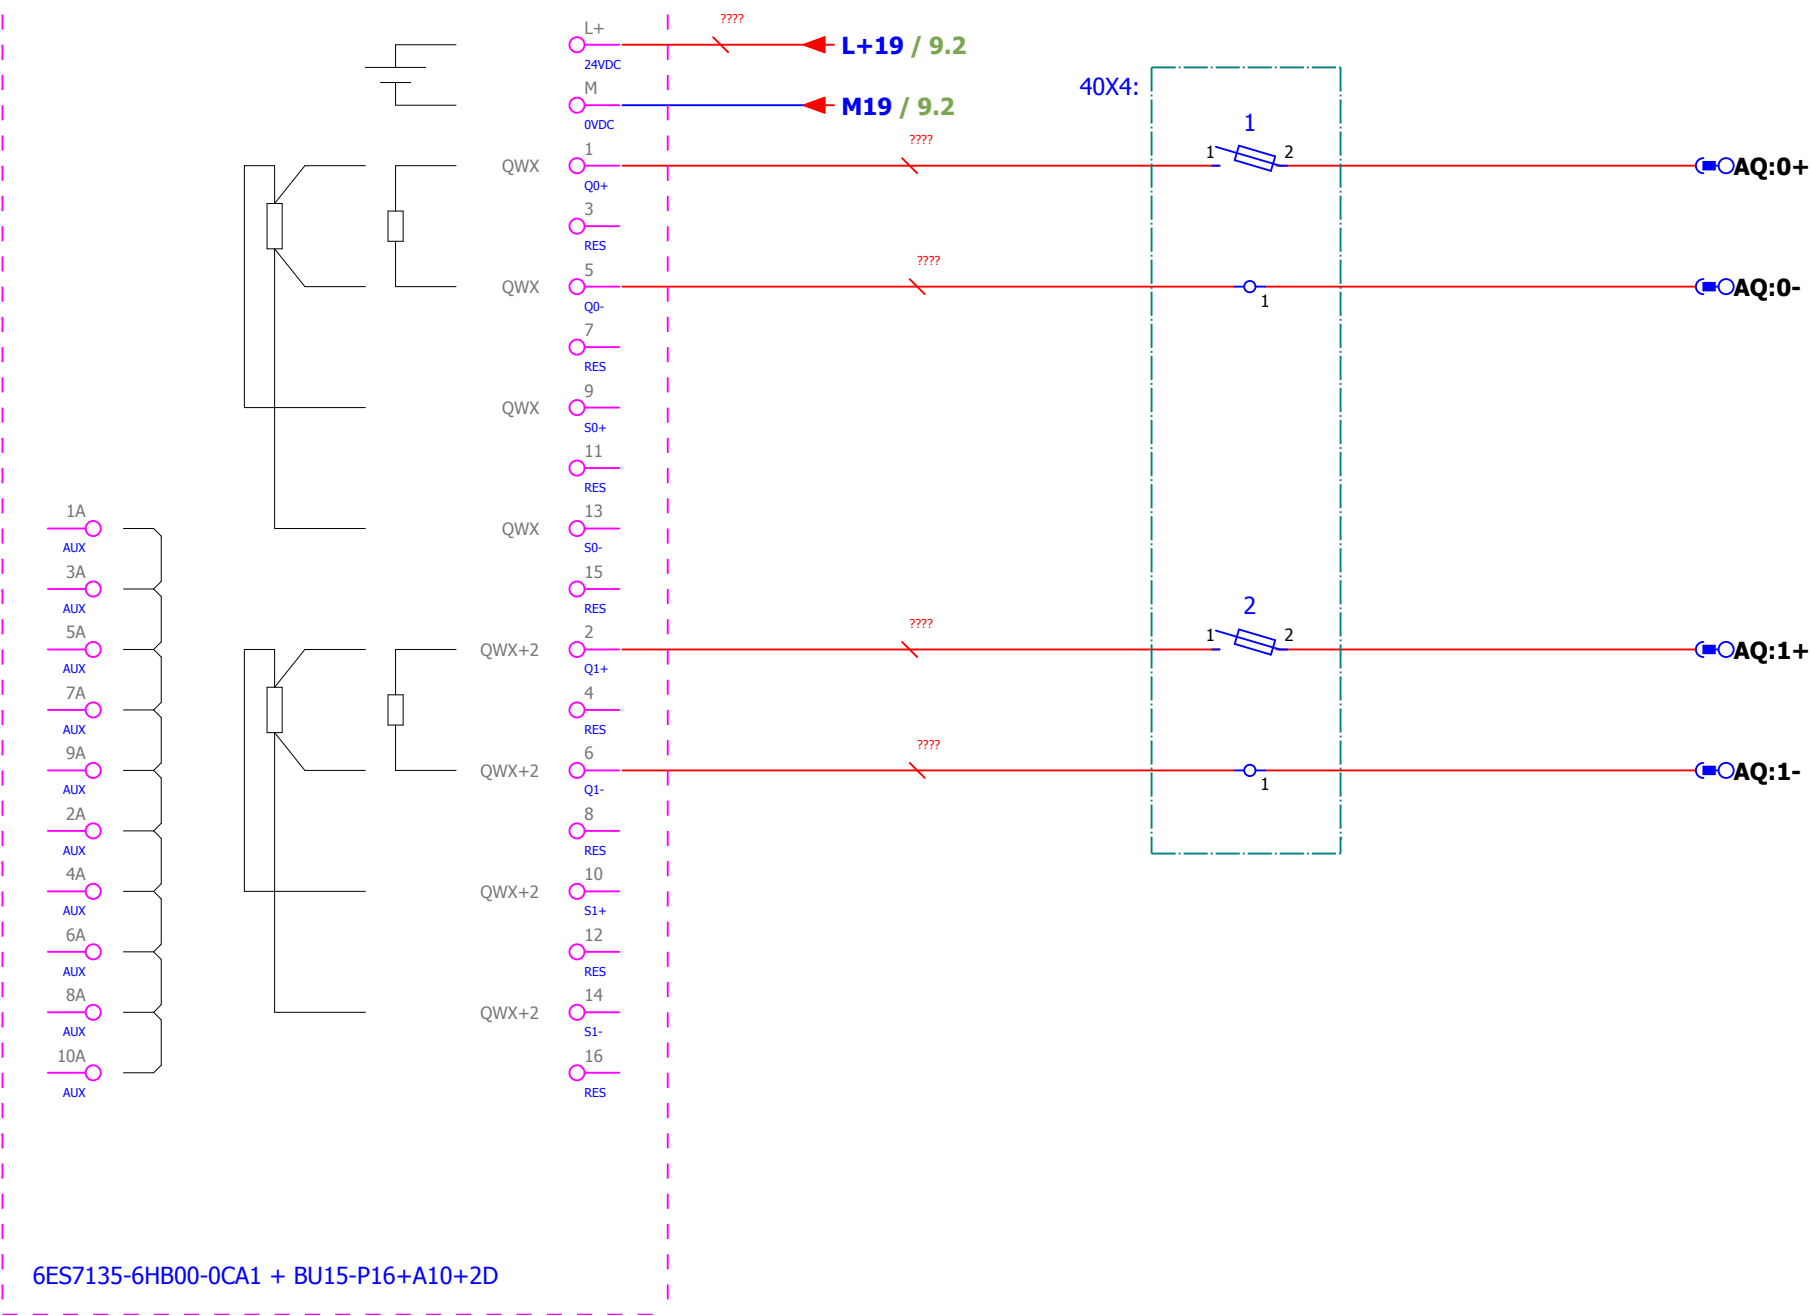 ????
L+
24VDC
L+19 / 9.2
M
0VDC
M19 / 9.2
40X4:
????
1
QWX
1
Q0+
1
2
AQ:0+
3
RES
????
QWX
5
Q0-
1
AQ:0-
7
RES
QWX
9
S0+
11
RES
1A
AUX
QWX
13
S0-
3A
AUX
15
RES
????
2
5A
AUX
QWX+2
2
Q1+
1
2
AQ:1+
7A
AUX
4
RES
????
9A
AUX
QWX+2
6
Q1-
1
AQ:1-
2A
AUX
8
RES
4A
AUX
QWX+2
10
S1+
6A
AUX
12
RES
8A
AUX
QWX+2
14
S1-
10A
AUX
16
RES
6ES7135-6HB00-0CA1 + BU15-P16+A10+2D